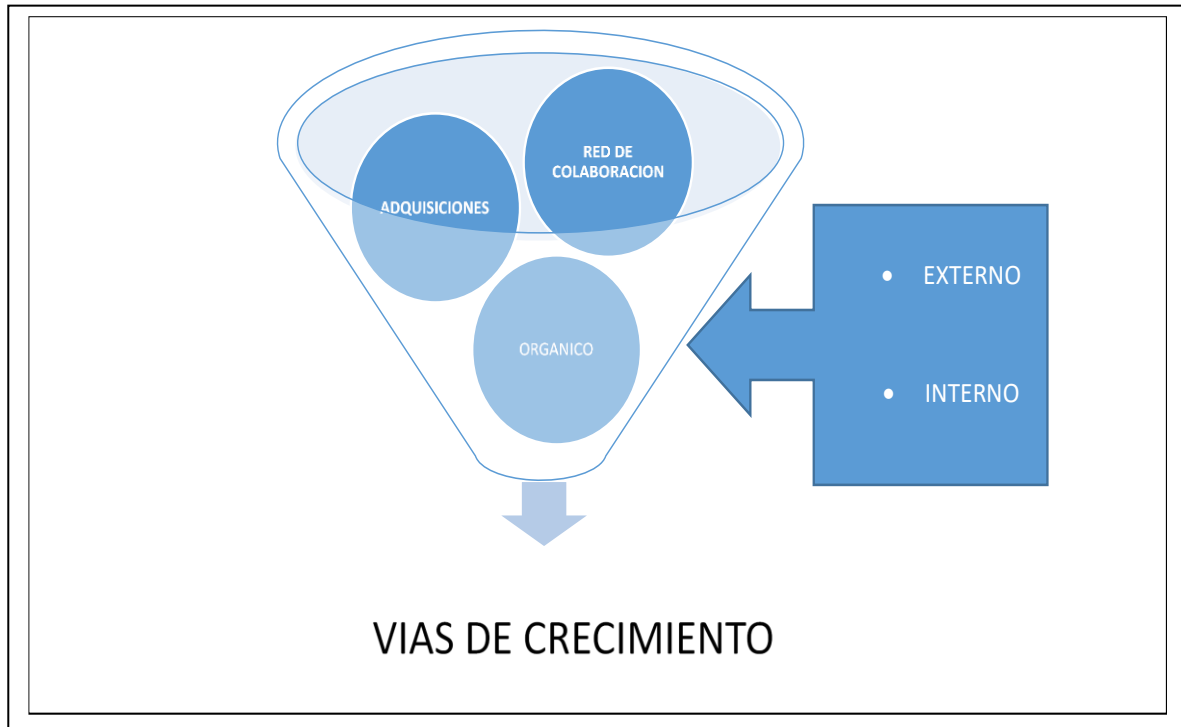 RED DE
COLABORACION
ADQUISICIONES
ORGANICO
• EXTERNO
• INTERNO
VIAS DE CRECIMIENTO